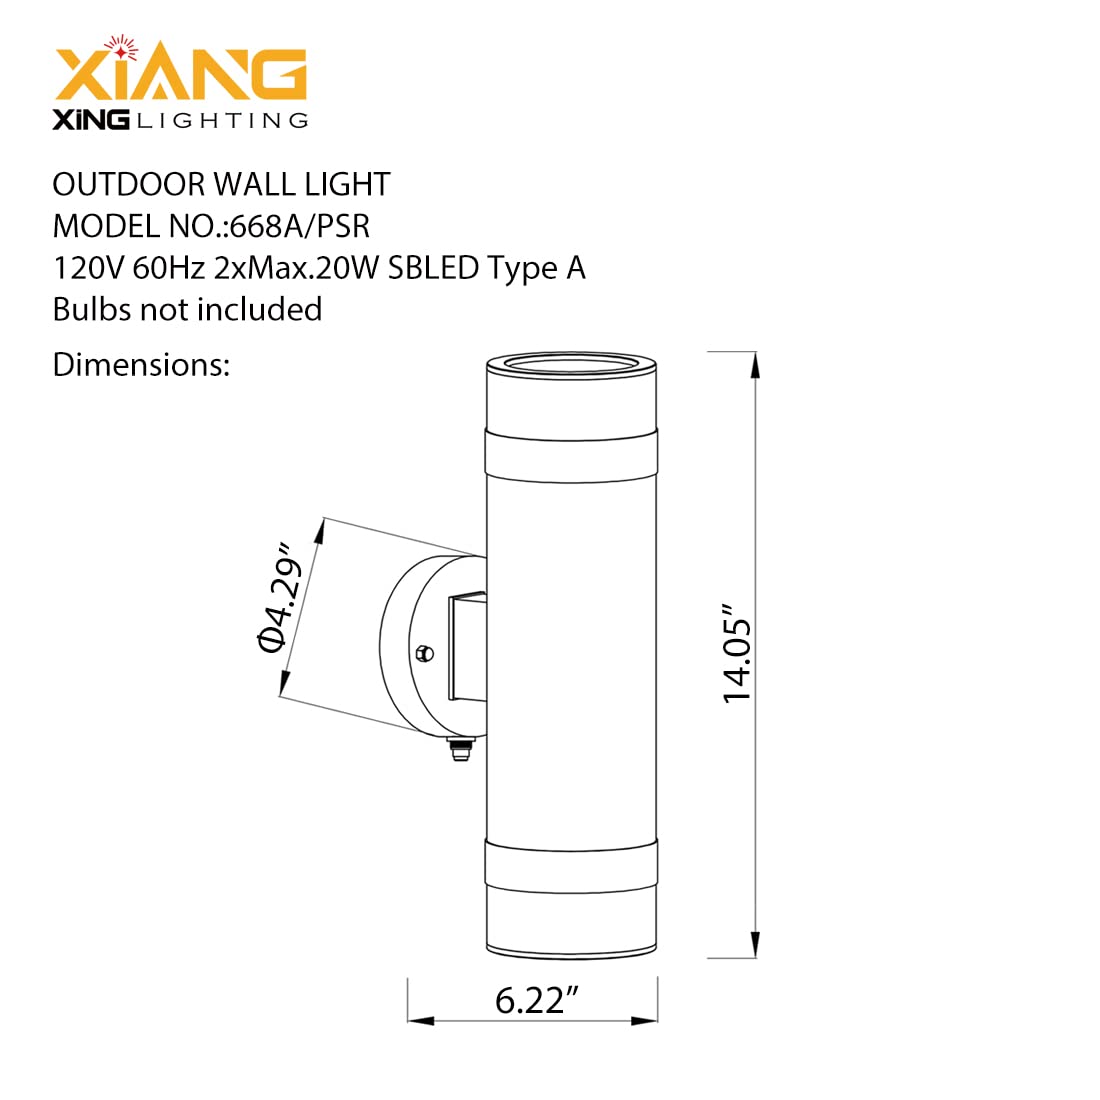 XiANG
XiNG LIGHTING
OUTDOOR WALL LIGHT
MODEL NO.:668A/PSR
120V 60Hz 2xMax.20W SBLED Type A
Bulbs not included
Dimensions:
Φ4.29”
14.05”
6.22”